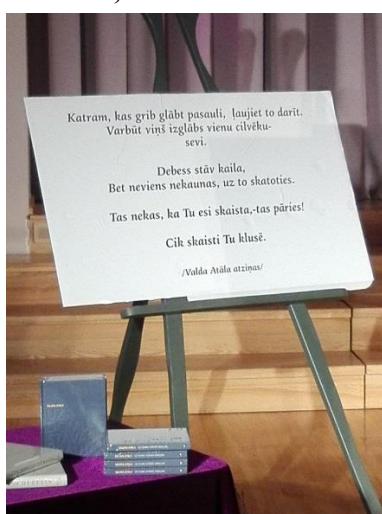 Katram, kas grib glābt pasauli, ļaujiet to darīt.
Varbūt viņš izglābs vienu cilvēku-
sevi.
Debess stāv kaila,
Bet neviens nekaunas, uz to skatoties.
Tas nekas, ka Tu esi skaista,-tas pāries!
Cik skaisti Tu klusē.
/Valda Atāla atziņas/